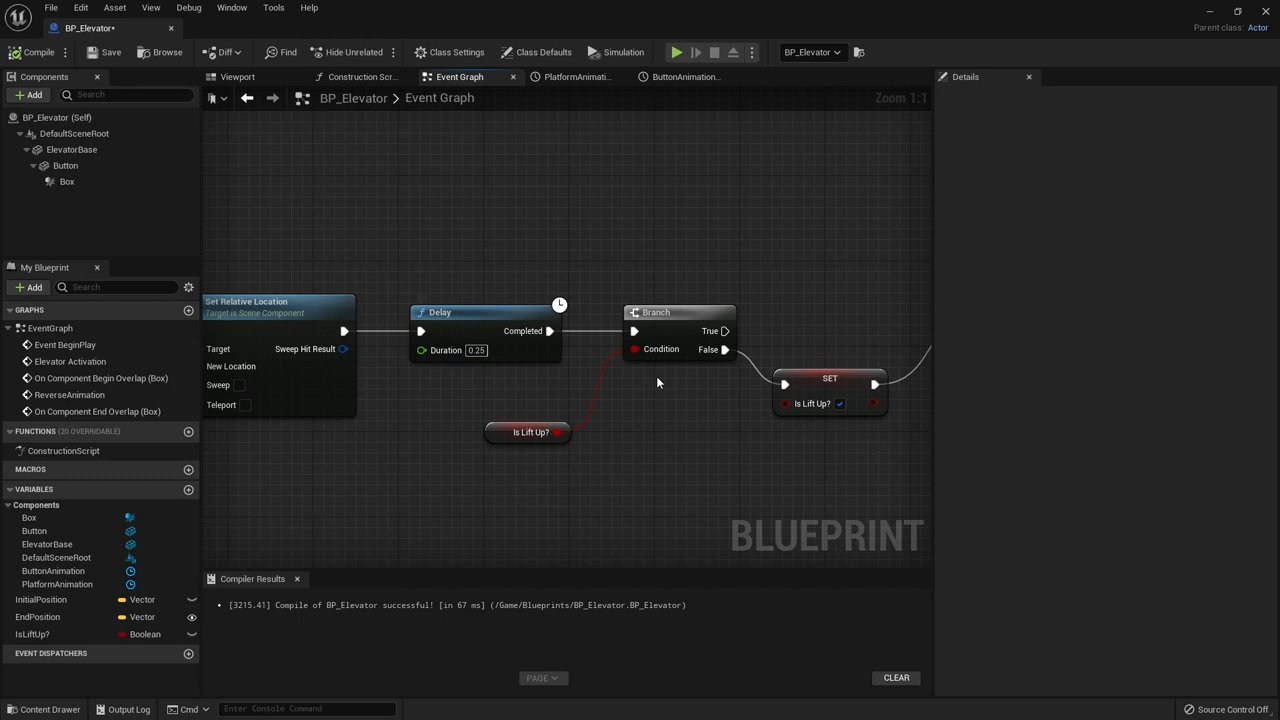 File Edit Asset View Debug Window Tools Help
BP_Elevator•
Parent class: Actor
Compile Save Browse Diff Find Hide Unrelated Class Settings Class Defaults Simulation BP_Elevator
Components
Viewport Construction Scr... Event Graph PlatformAnimati... ButtonAnimation...
Details
Add Search
BP_Elevator > Event Graph
Zoom 1:1
BP_Elevator (Self)
DefaultSceneRoot
ElevatorBase
Button
Box
My Blueprint
Add Search
GRAPHS
EventGraph
Event BeginPlay
Elevator Activation
On Component Begin Overlap (Box)
ReverseAnimation
On Component End Overlap (Box)
FUNCTIONS (20 OVERRIDABLE)
ConstructionScript
MACROS
VARIABLES
Components
Box
Button
ElevatorBase
DefaultSceneRoot
ButtonAnimation
PlatformAnimation
InitialPosition Vector
EndPosition Vector
IsLiftUp? Boolean
EVENT DISPATCHERS
Set Relative Location
Target is Scene Component
Target Sweep Hit Result
New Location
Sweep
Teleport
Delay
Completed
Duration 0.25
Is Lift Up?
Branch
True
Condition False
SET
Is Lift Up?
BLUEPRINT
Compiler Results
• [3215.41] Compile of BP_Elevator successful! [in 67 ms] (/Game/Blueprints/BP_Elevator.BP_Elevator)
PAGE
CLEAR
Content Drawer Output Log Cmd Enter Console Command Source Control Off